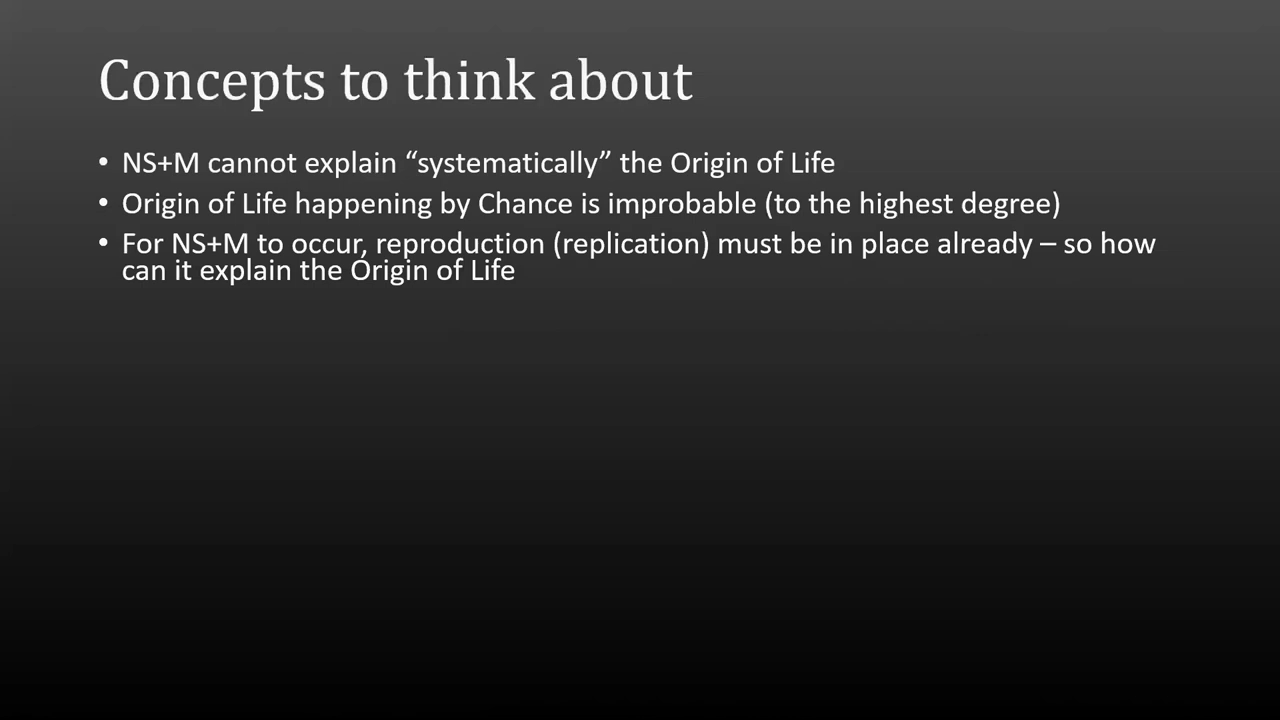 Concepts to think about
• NS+M cannot explain “systematically” the Origin of Life
• Origin of Life happening by Chance is improbable (to the highest degree)
• For NS+M to occur, reproduction (replication) must be in place already – so how
can it explain the Origin of Life